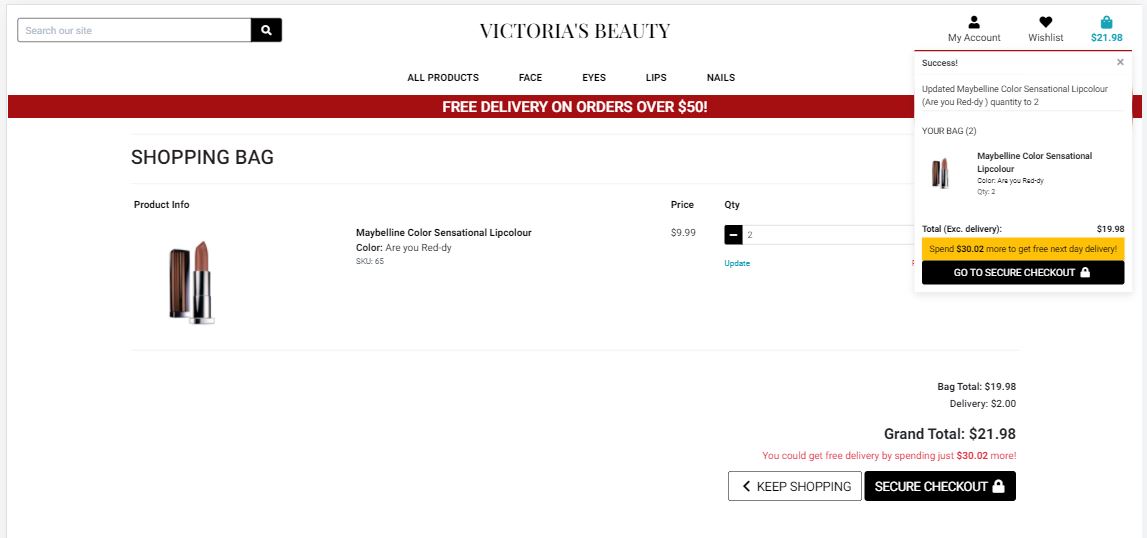 Search our site
VICTORIA'S BEAUTY
My Account
Wishlist
$21.98
ALL PRODUCTS
FACE
EYES
LIPS
NAILS
FREE DELIVERY ON ORDERS OVER $50!
Success!
×
Updated Maybelline Color Sensational Lipcolour
(Are you Red-dy ) quantity to 2
YOUR BAG (2)
Maybelline Color Sensational
Lipcolour
Color: Are you Red-dy
Qty: 2
Total (Exc. delivery): $19.98
Spend $30.02 more to get free next day delivery!
GO TO SECURE CHECKOUT
SHOPPING BAG
Product Info
Price
Qty
Maybelline Color Sensational Lipcolour
Color: Are you Red-dy
SKU: 65
$9.99
2
Update
Bag Total: $19.98
Delivery: $2.00
Grand Total: $21.98
You could get free delivery by spending just $30.02 more!
KEEP SHOPPING
SECURE CHECKOUT